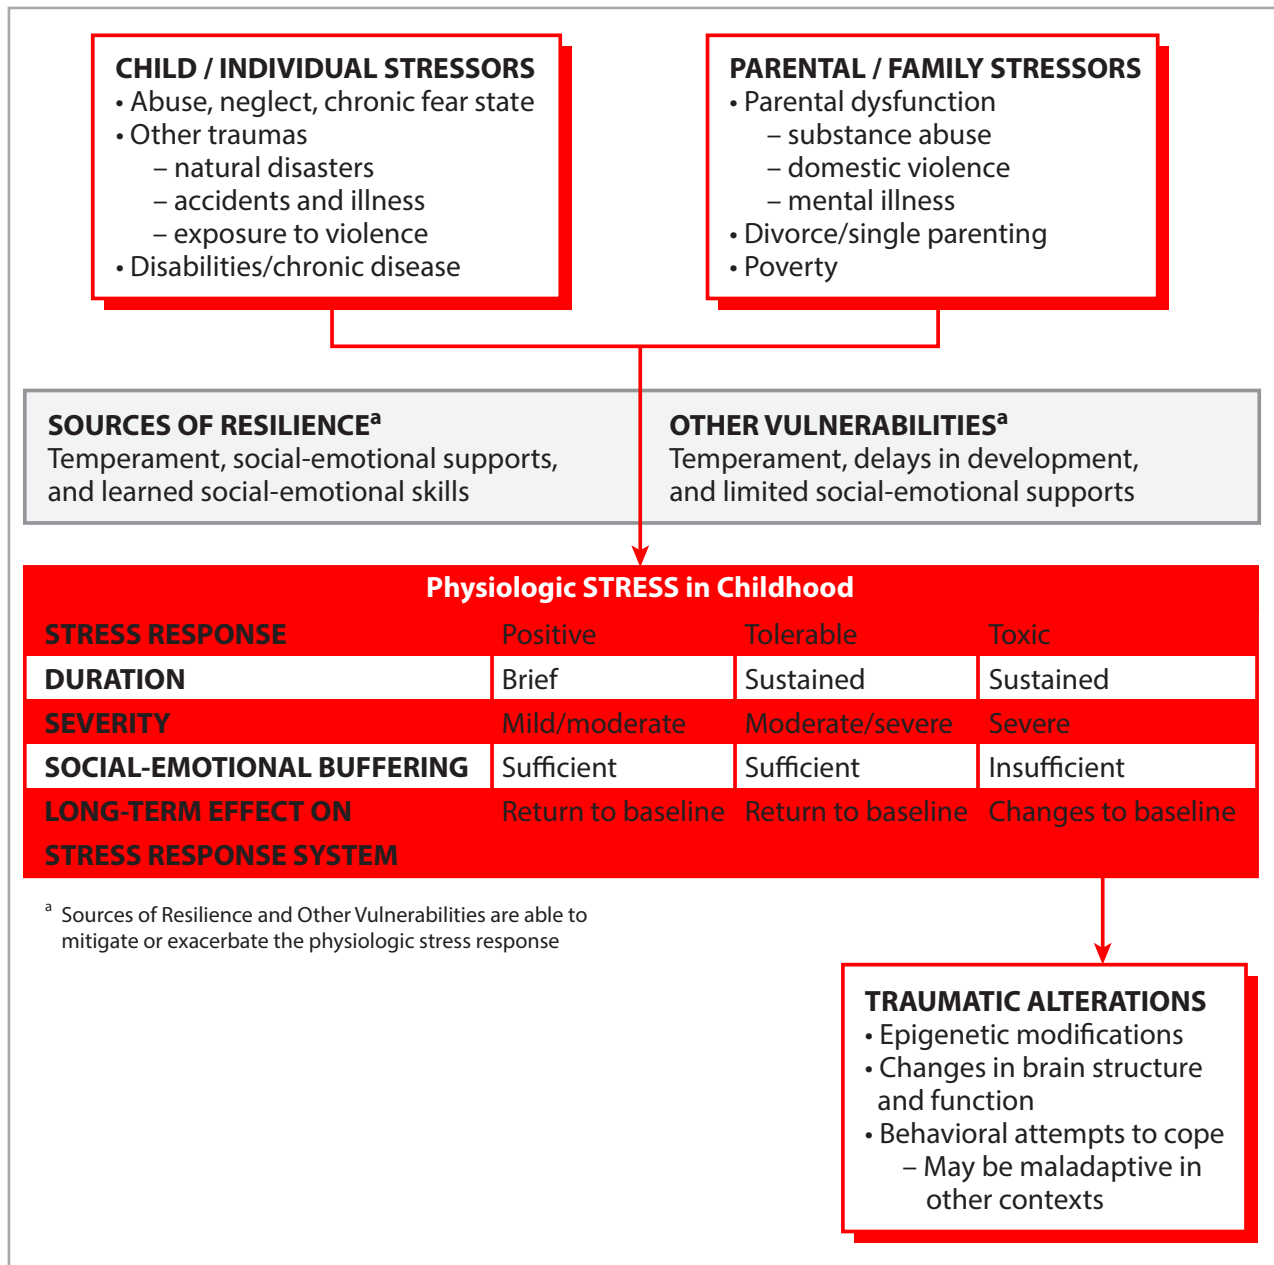 CHILD / INDIVIDUAL STRESSORS
• Abuse, neglect, chronic fear state
• Other traumas
– natural disasters
– accidents and illness
– exposure to violence
• Disabilities/chronic disease
PARENTAL / FAMILY STRESSORS
• Parental dysfunction
– substance abuse
– domestic violence
– mental illness
• Divorce/single parenting
• Poverty
SOURCES OF RESILIENCEᵃ
Temperament, social-emotional supports,
and learned social-emotional skills
OTHER VULNERABILITIESᵃ
Temperament, delays in development,
and limited social-emotional supports
Physiologic STRESS in Childhood
STRESS RESPONSE Positive Tolerable Toxic
DURATION Brief Sustained Sustained
SEVERITY Mild/moderate Moderate/severe Severe
SOCIAL-EMOTIONAL BUFFERING Sufficient Sufficient Insufficient
LONG-TERM EFFECT ON Return to baseline Return to baseline Changes to baseline
STRESS RESPONSE SYSTEM
ᵃ Sources of Resilience and Other Vulnerabilities are able to
mitigate or exacerbate the physiologic stress response
TRAUMATIC ALTERATIONS
• Epigenetic modifications
• Changes in brain structure
and function
• Behavioral attempts to cope
– May be maladaptive in
other contexts